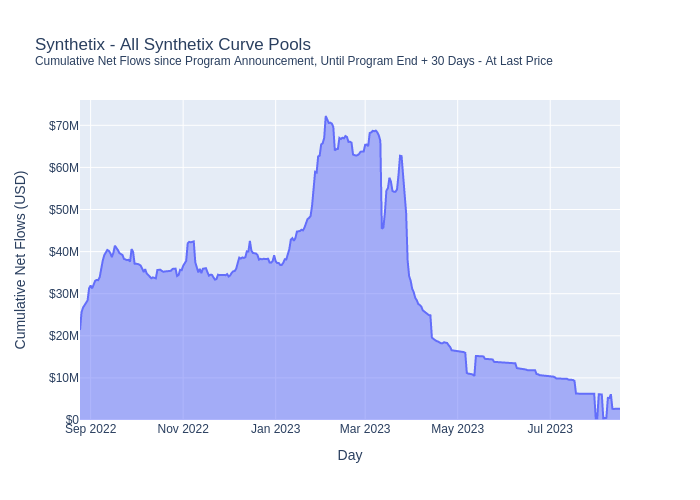 Synthetix - All Synthetix Curve Pools
Cumulative Net Flows since Program Announcement, Until Program End + 30 Days - At Last Price
Cumulative Net Flows (USD)
$70M
$60M
$50M
$40M
$30M
$20M
$10M
$0
Sep 2022 Nov 2022 Jan 2023 Mar 2023 May 2023 Jul 2023
Day